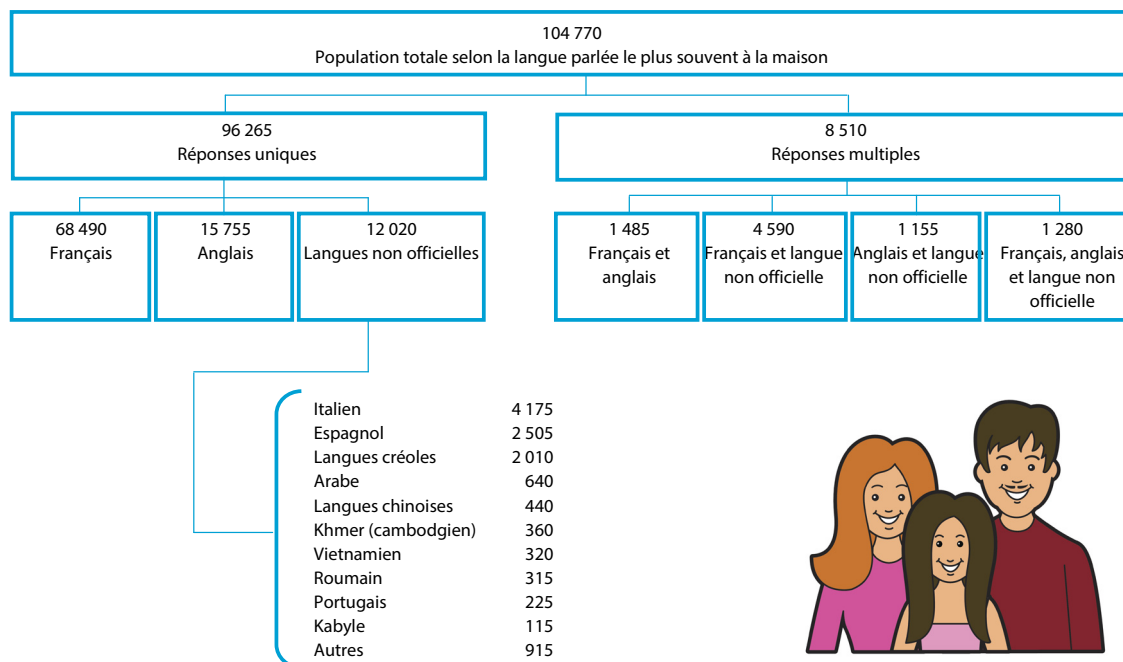 104 770
Population totale selon la langue parlée le plus souvent à la maison
96 265
Réponses uniques
8 510
Réponses multiples
68 490
Français
15 755
Anglais
12 020
Langues non officielles
1 485
Français et
anglais
4 590
Français et langue
non officielle
1 155
Anglais et langue
non officielle
1 280
Français, anglais
et langue non
officielle
Italien 4 175
Espagnol 2 505
Langues créoles 2 010
Arabe 640
Langues chinoises 440
Khmer (cambodgien) 360
Vietnamien 320
Roumain 315
Portugais 225
Kabyle 115
Autres 915